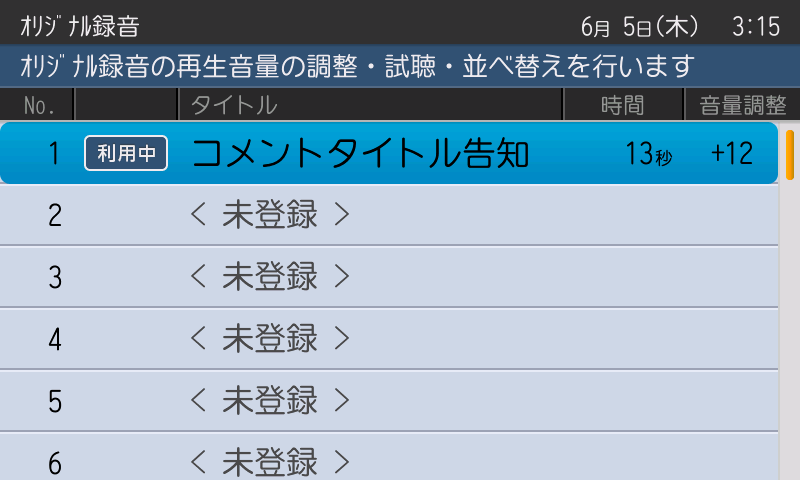 ｵﾘｼﾞﾅﾙ録音 6月 5日(木) 3:15
ｵﾘｼﾞﾅﾙ録音の再生音量の調整・試聴・並べ替えを行います
No. タイトル 時間 音量調整
1 利用中 コメントタイトル告知 13秒 +12
2 < 未登録 >
3 < 未登録 >
4 < 未登録 >
5 < 未登録 >
6 < 未登録 >